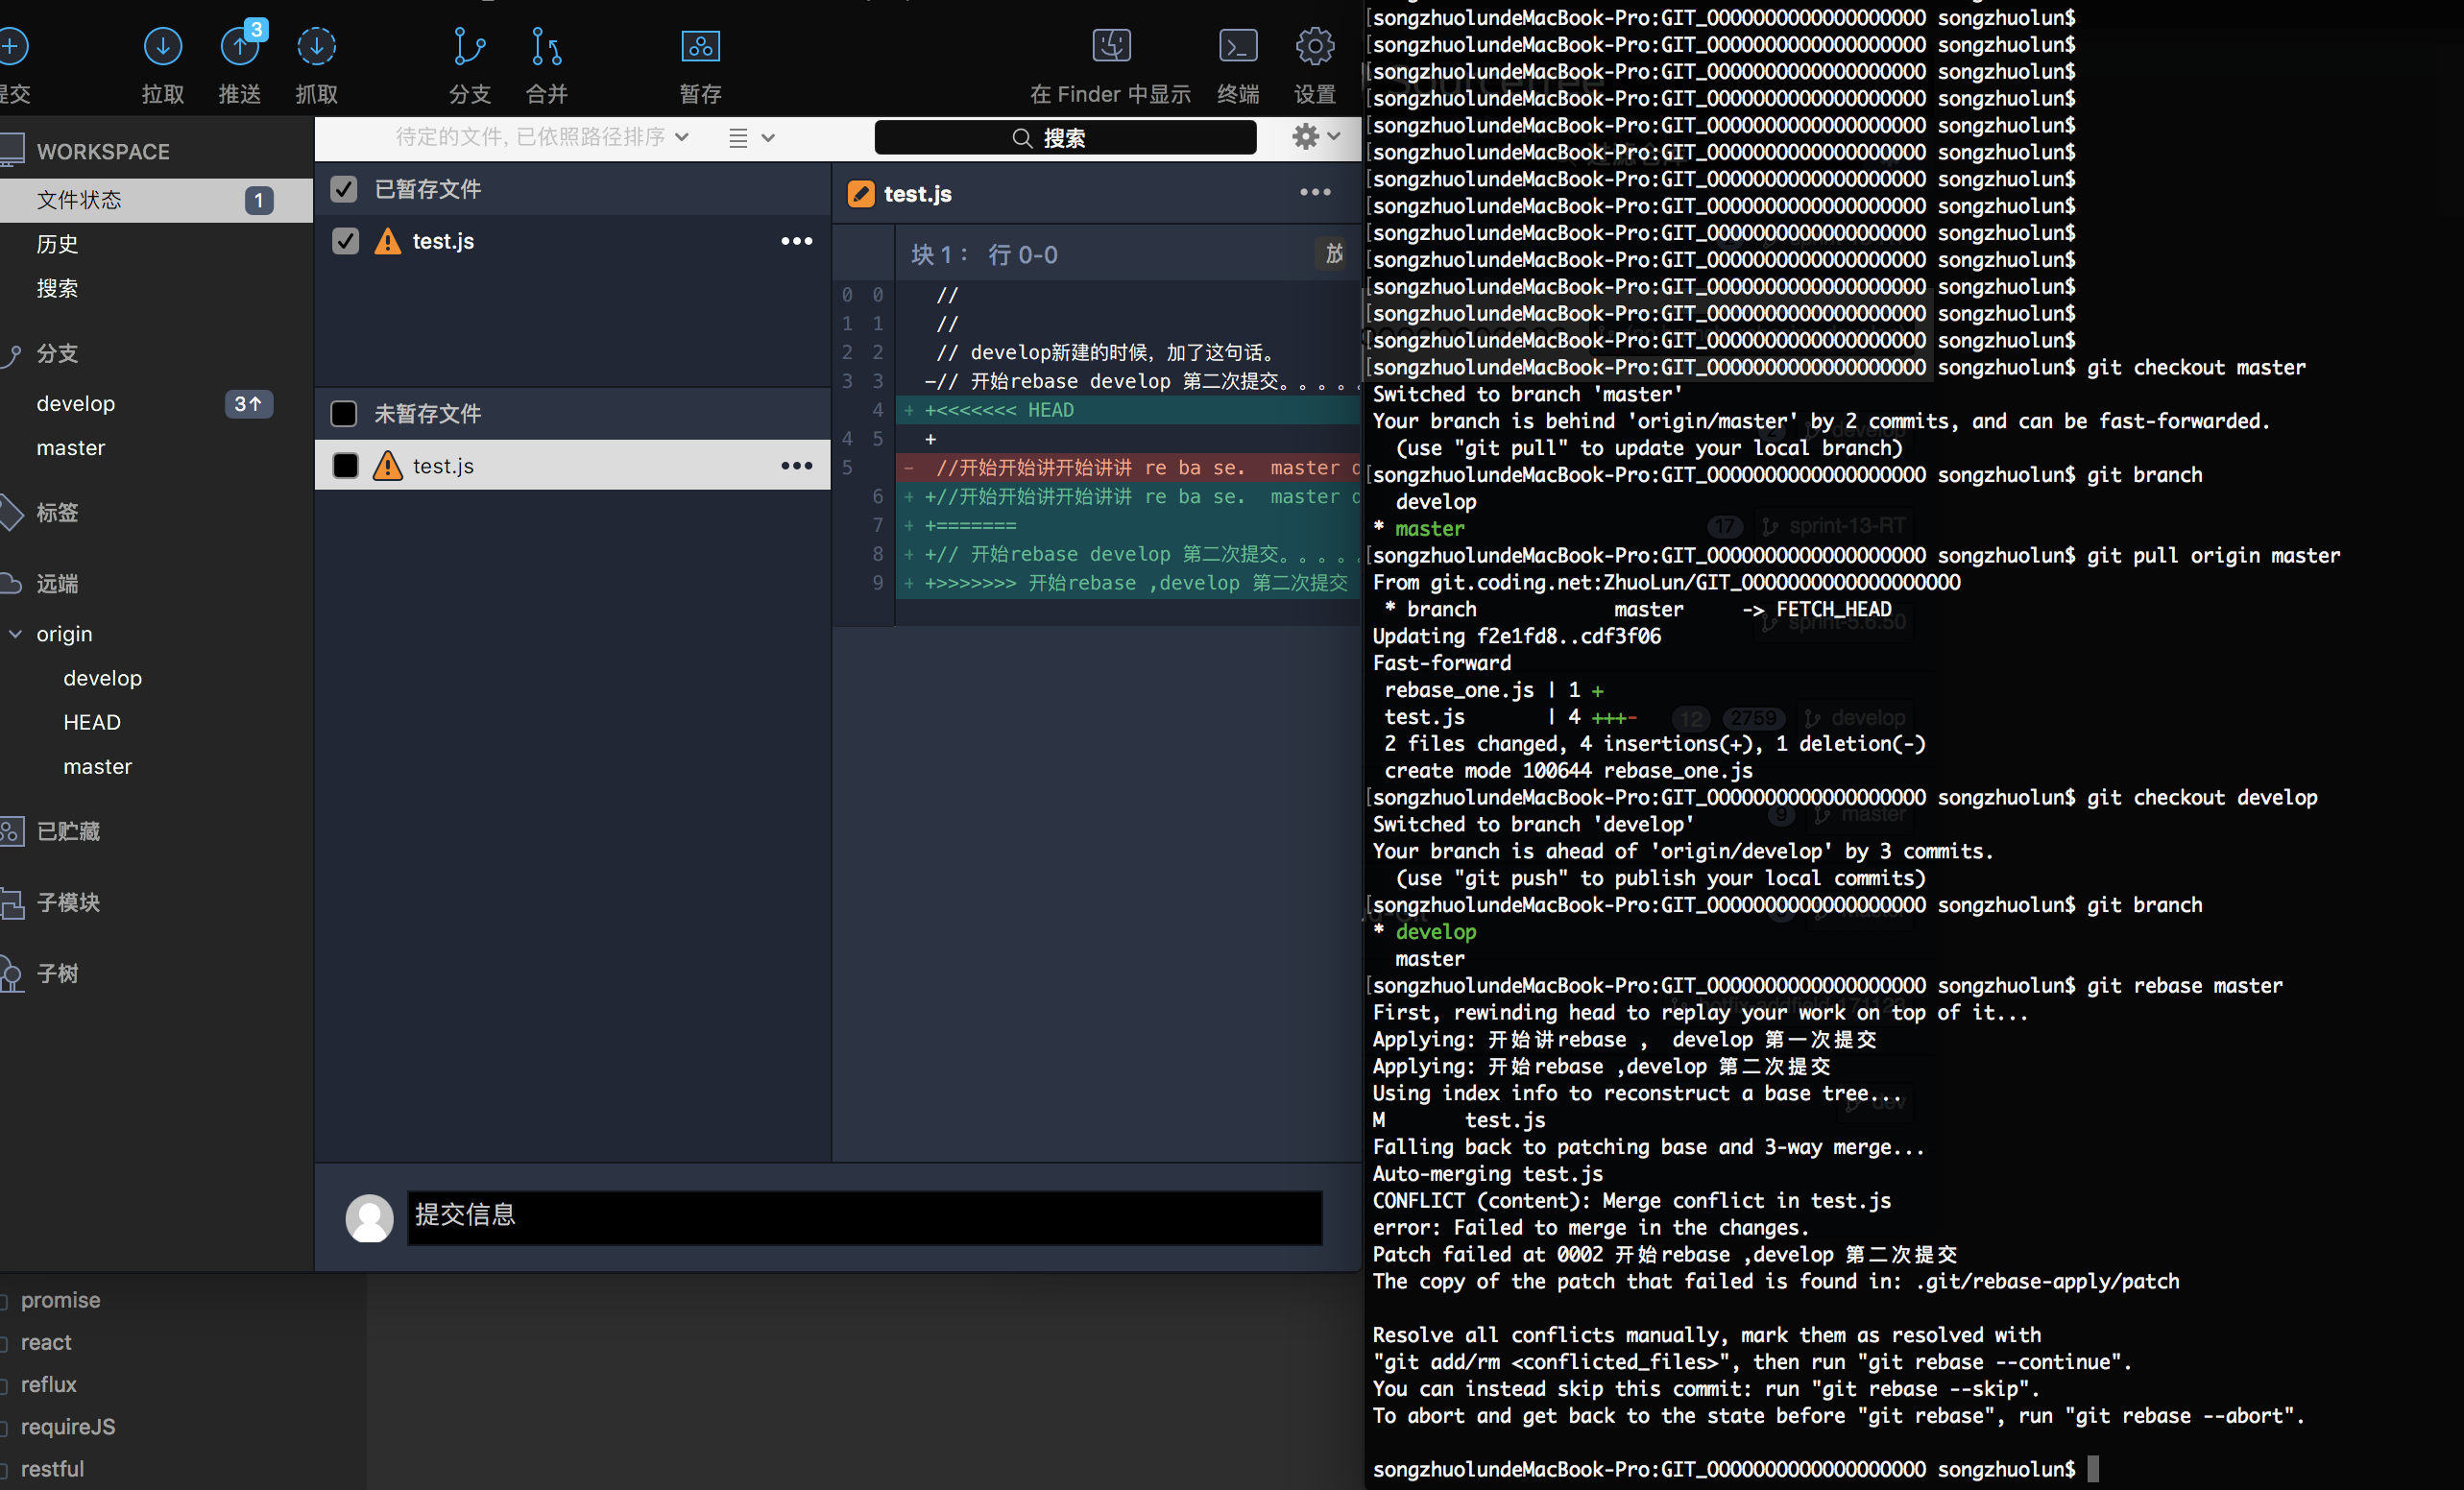 3
提交
拉取
推送
抓取
分支
合并
暂存
在 Finder 中显示
终端
设置
WORKSPACE
文件状态 1
历史
搜索
分支
develop 3↑
master
标签
远端
origin
develop
HEAD
master
已贮藏
子模块
子树
待定的文件, 已依照路径排序
搜索
已暂存文件
test.js
未暂存文件
test.js
test.js
块 1： 行 0-0
放
0 0 //
1 1 //
2 2 // develop新建的时候，加了这句话。
3 3 -// 开始rebase develop 第二次提交。。。。。
4 + +<<<<<<< HEAD
4 5 +
5 - //开始开始讲开始讲讲 re ba se. master
6 + +//开始开始讲开始讲讲 re ba se. master
7 + +=======
8 + +// 开始rebase develop 第二次提交。。。。。
9 + +>>>>>>> 开始rebase ,develop 第二次提交
提交信息
promise
react
reflux
requireJS
restful
[songzhuolundeMacBook-Pro:GIT_0000000000000000000 songzhuolun$
[songzhuolundeMacBook-Pro:GIT_0000000000000000000 songzhuolun$
[songzhuolundeMacBook-Pro:GIT_0000000000000000000 songzhuolun$
[songzhuolundeMacBook-Pro:GIT_0000000000000000000 songzhuolun$
[songzhuolundeMacBook-Pro:GIT_0000000000000000000 songzhuolun$
[songzhuolundeMacBook-Pro:GIT_0000000000000000000 songzhuolun$
[songzhuolundeMacBook-Pro:GIT_0000000000000000000 songzhuolun$
[songzhuolundeMacBook-Pro:GIT_0000000000000000000 songzhuolun$
[songzhuolundeMacBook-Pro:GIT_0000000000000000000 songzhuolun$
[songzhuolundeMacBook-Pro:GIT_0000000000000000000 songzhuolun$
[songzhuolundeMacBook-Pro:GIT_0000000000000000000 songzhuolun$
[songzhuolundeMacBook-Pro:GIT_0000000000000000000 songzhuolun$
[songzhuolundeMacBook-Pro:GIT_0000000000000000000 songzhuolun$
[songzhuolundeMacBook-Pro:GIT_0000000000000000000 songzhuolun$ git checkout master
Switched to branch 'master'
Your branch is behind 'origin/master' by 2 commits, and can be fast-forwarded.
(use "git pull" to update your local branch)
[songzhuolundeMacBook-Pro:GIT_0000000000000000000 songzhuolun$ git branch
develop
* master
[songzhuolundeMacBook-Pro:GIT_0000000000000000000 songzhuolun$ git pull origin master
From git.coding.net:ZhuoLun/GIT_0000000000000000000
* branch master -> FETCH_HEAD
Updating f2e1fd8..cdf3f06
Fast-forward
rebase_one.js | 1 +
test.js | 4 +++-
2 files changed, 4 insertions(+), 1 deletion(-)
create mode 100644 rebase_one.js
[songzhuolundeMacBook-Pro:GIT_0000000000000000000 songzhuolun$ git checkout develop
Switched to branch 'develop'
Your branch is ahead of 'origin/develop' by 3 commits.
(use "git push" to publish your local commits)
[songzhuolundeMacBook-Pro:GIT_0000000000000000000 songzhuolun$ git branch
* develop
master
[songzhuolundeMacBook-Pro:GIT_0000000000000000000 songzhuolun$ git rebase master
First, rewinding head to replay your work on top of it...
Applying: 开始讲rebase ， develop 第一次提交
Applying: 开始rebase ,develop 第二次提交
Using index info to reconstruct a base tree...
M test.js
Falling back to patching base and 3-way merge...
Auto-merging test.js
CONFLICT (content): Merge conflict in test.js
error: Failed to merge in the changes.
Patch failed at 0002 开始rebase ,develop 第二次提交
The copy of the patch that failed is found in: .git/rebase-apply/patch
Resolve all conflicts manually, mark them as resolved with
"git add/rm <conflicted_files>", then run "git rebase --continue".
You can instead skip this commit: run "git rebase --skip".
To abort and get back to the state before "git rebase", run "git rebase --abort".
songzhuolundeMacBook-Pro:GIT_0000000000000000000 songzhuolun$